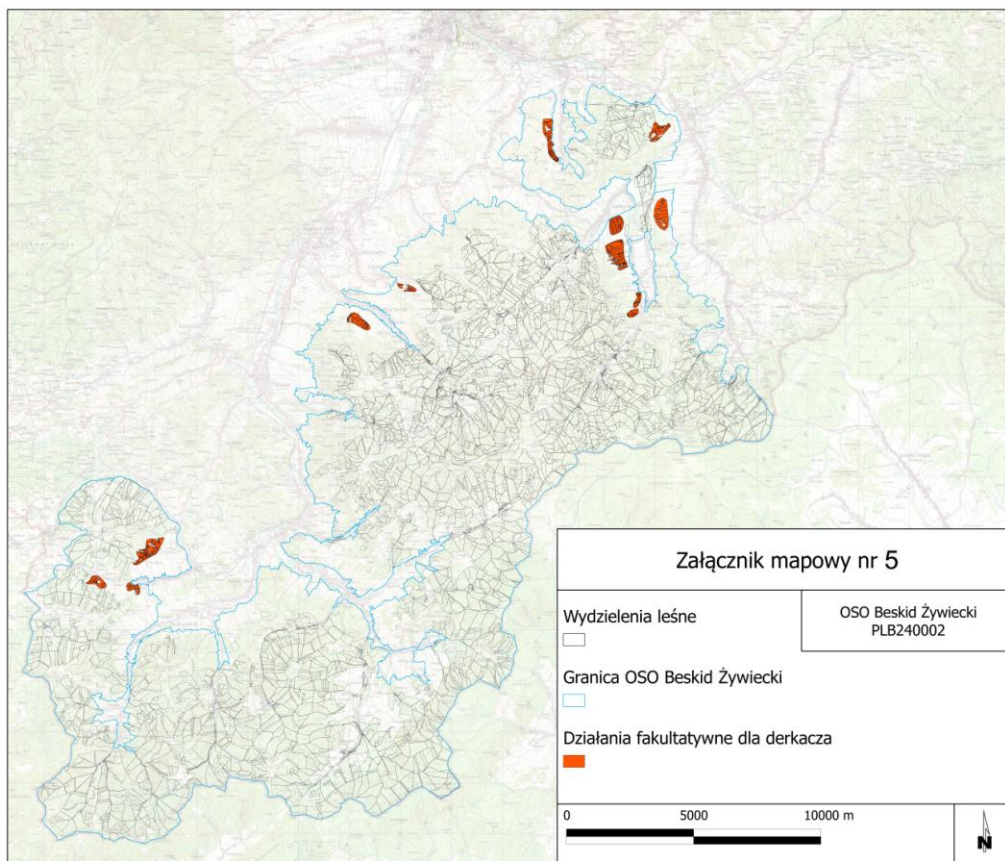 Załącznik mapowy nr 5
Wydzielenia leśne
OSO Beskid Żywiecki
PLB240002
Granica OSO Beskid Żywiecki
Działania fakultatywne dla derkacza
0 5000 10000 m
N